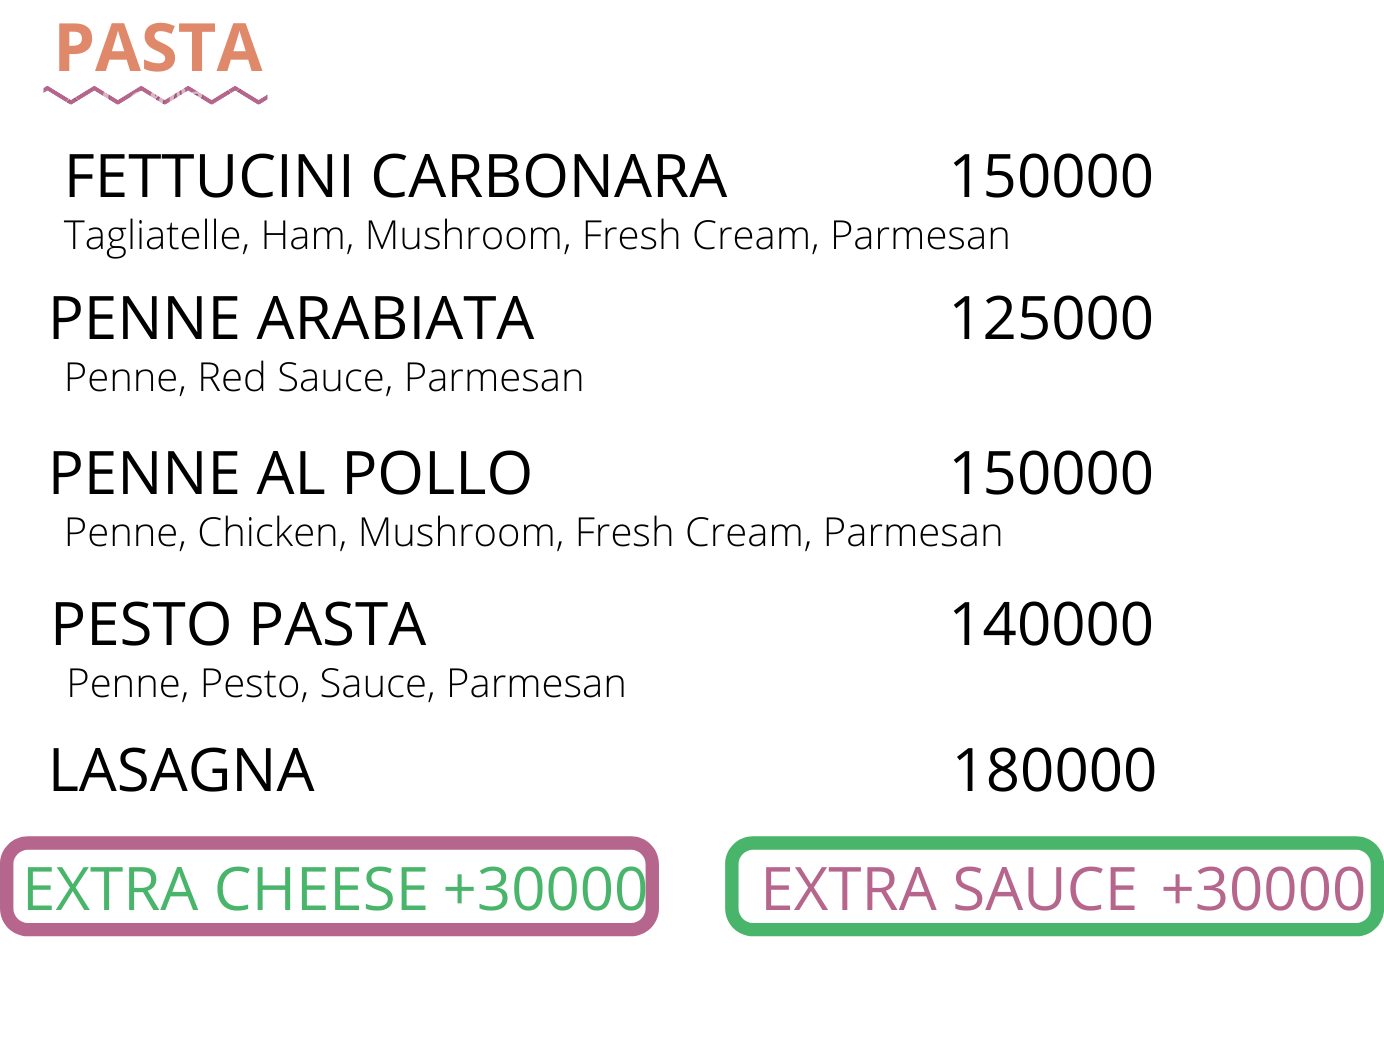 PASTA
FETTUCINI CARBONARA 150000
Tagliatelle, Ham, Mushroom, Fresh Cream, Parmesan
PENNE ARABIATA 125000
Penne, Red Sauce, Parmesan
PENNE AL POLLO 150000
Penne, Chicken, Mushroom, Fresh Cream, Parmesan
PESTO PASTA 140000
Penne, Pesto, Sauce, Parmesan
LASAGNA 180000
EXTRA CHEESE +30000 EXTRA SAUCE +30000